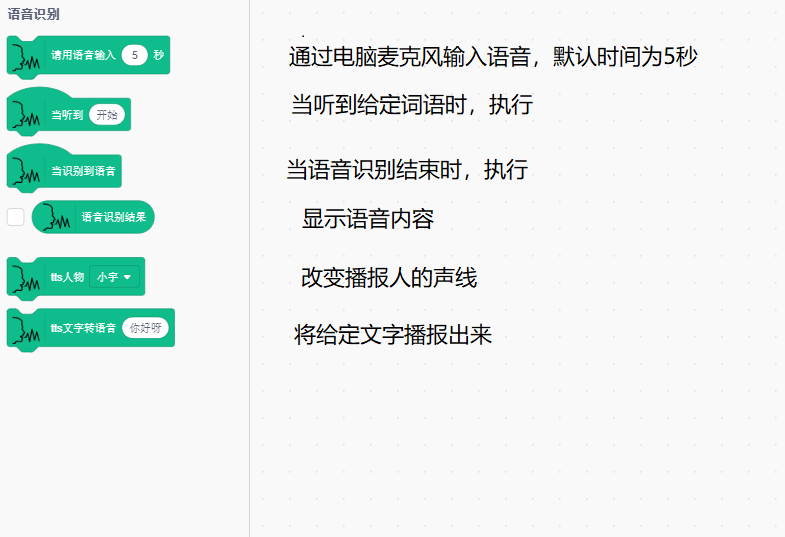 语音识别
请用语音输入 5 秒
通过电脑麦克风输入语音，默认时间为5秒
当听到 开始
当听到给定词语时，执行
当识别到语音
当语音识别结束时，执行
语音识别结果
显示语音内容
tts人物 小宇
改变播报人的声线
tts文字转语音 你好呀
将给定文字播报出来